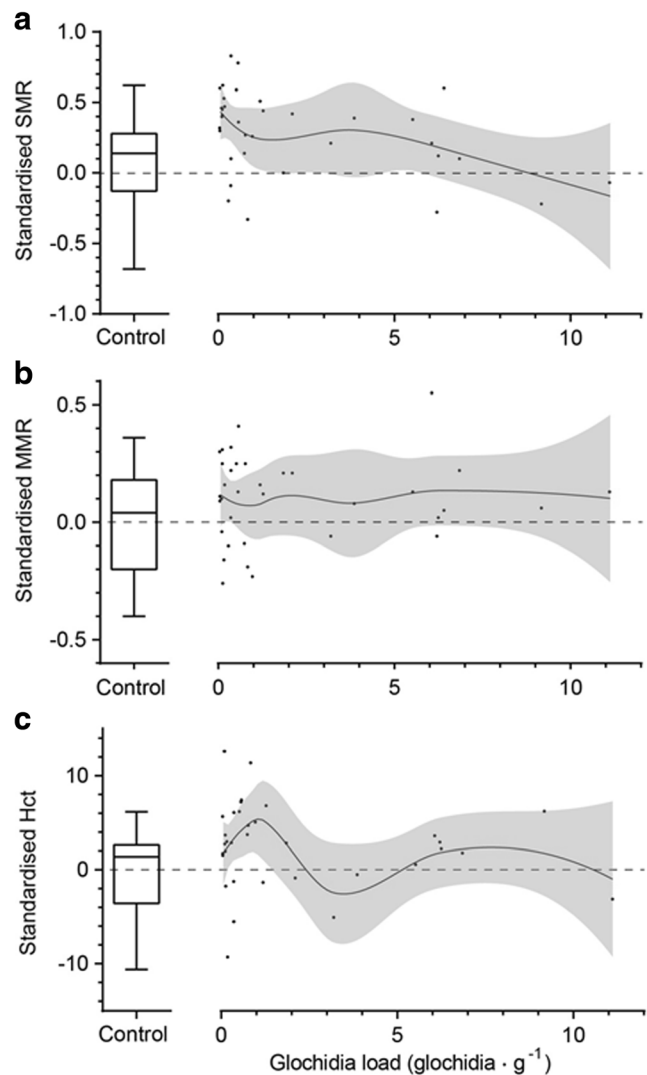 a
Standardised SMR
1.0
0.5
0.0
-0.5
-1.0
Control
0
5
10
b
Standardised MMR
0.5
0.0
-0.5
Control
0
5
10
c
Standardised Hct
10
0
-10
Control
0
5
10
Glochidia load (glochidia · g⁻¹)